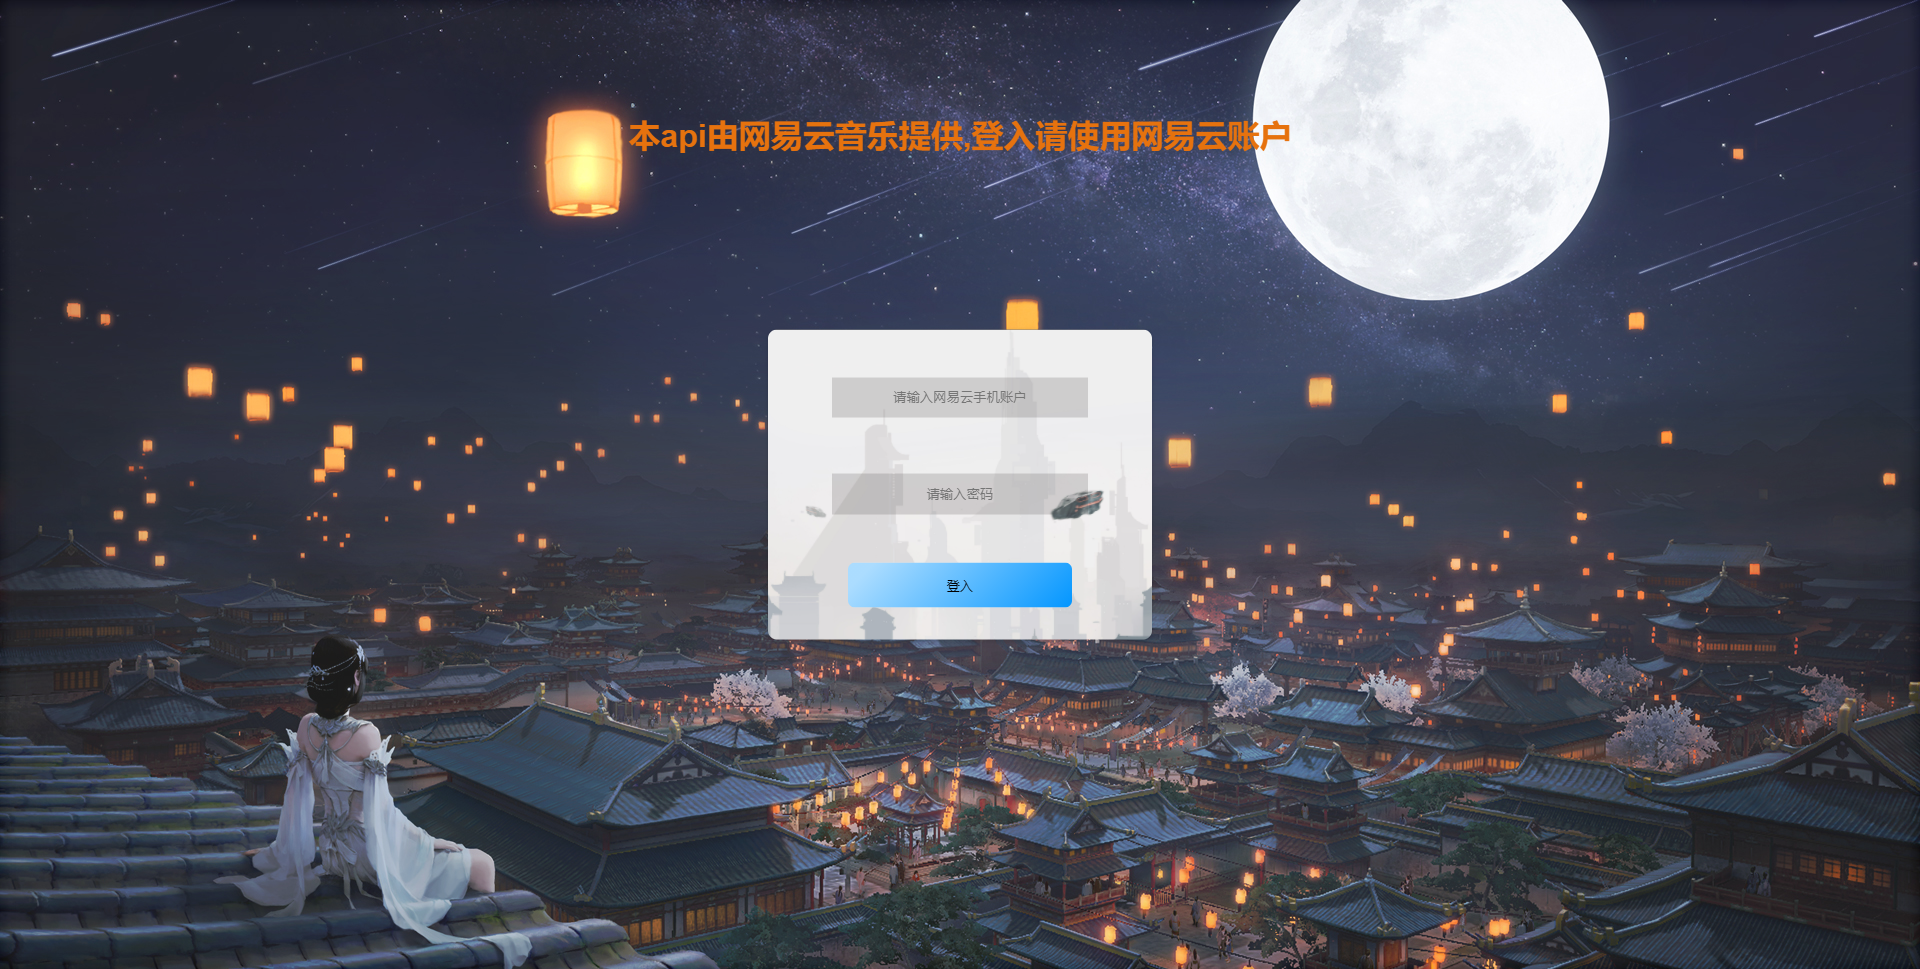 本api由网易云音乐提供,登入请使用网易云账户
请输入网易云手机账户
请输入密码
登入